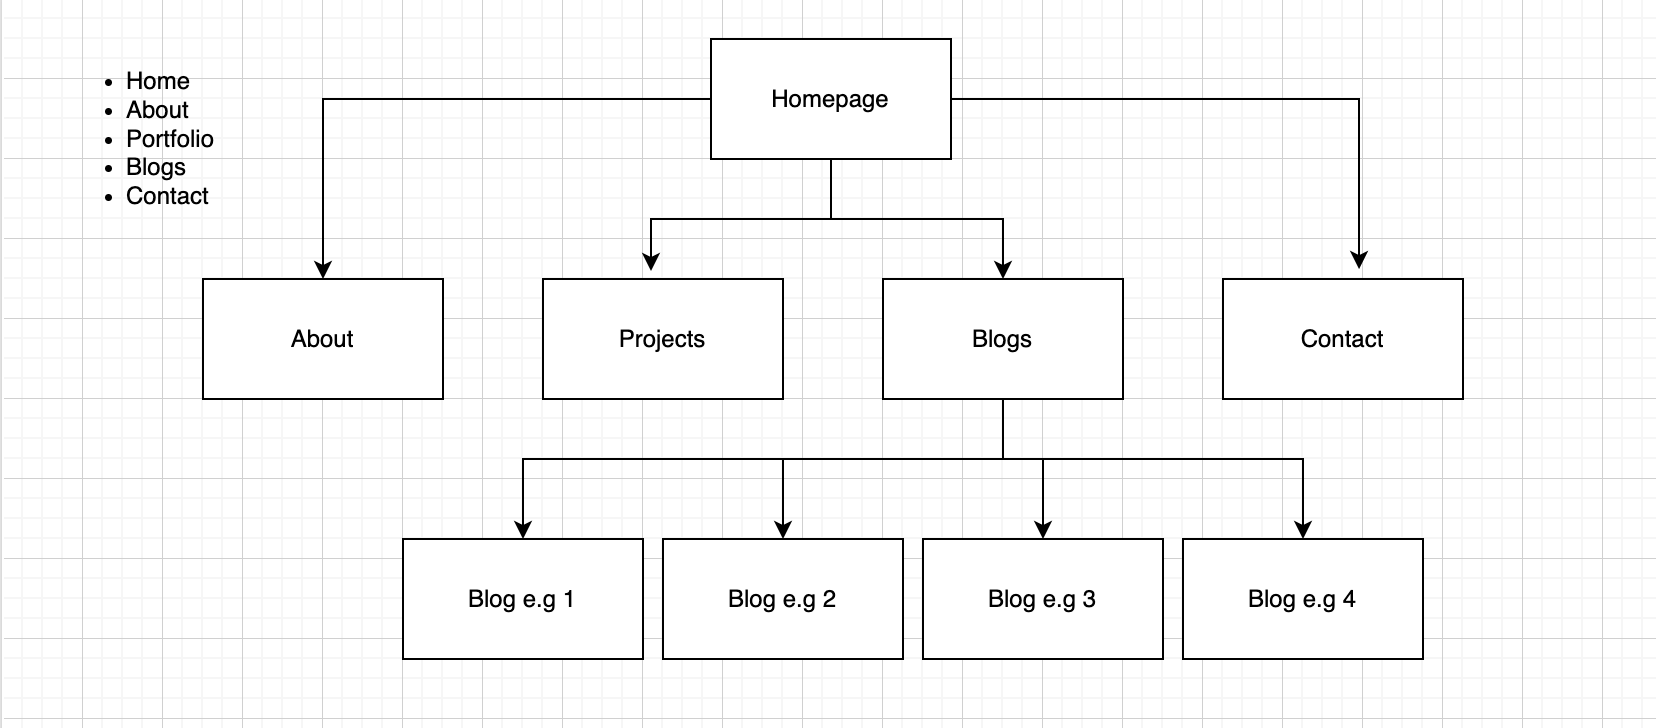 Home
About
Portfolio
Blogs
Contact
Homepage
About
Projects
Blogs
Contact
Blog e.g 1
Blog e.g 2
Blog e.g 3
Blog e.g 4